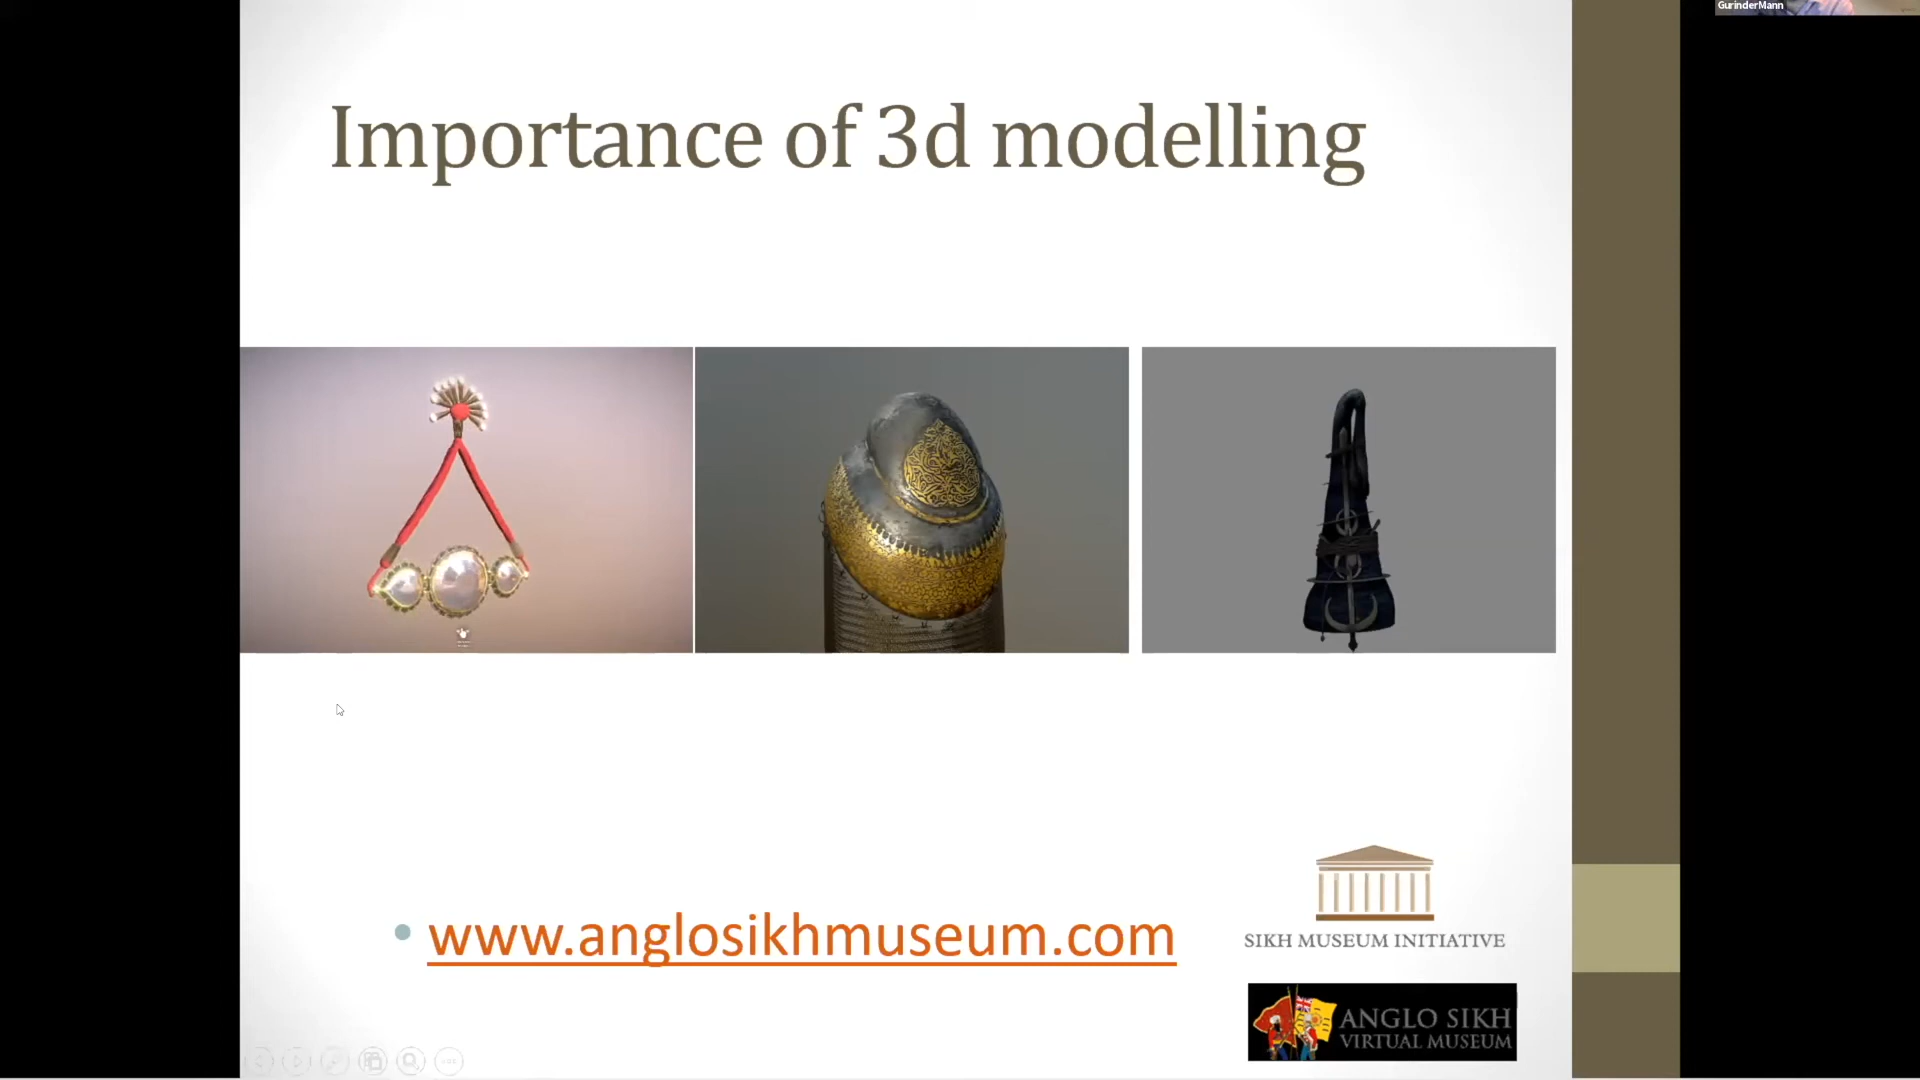 GurinderMann
Importance of 3d modelling
• www.anglosikhmuseum.com
SIKH MUSEUM INITIATIVE
ANGLO SIKH
VIRTUAL MUSEUM